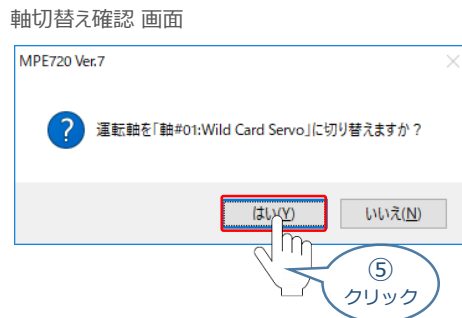 軸切替え確認 画面
MPE720 Ver.7
運転軸を「軸#01:Wild Card Servo」に切り替えますか？
はい(Y)
いいえ(N)
⑤
クリック